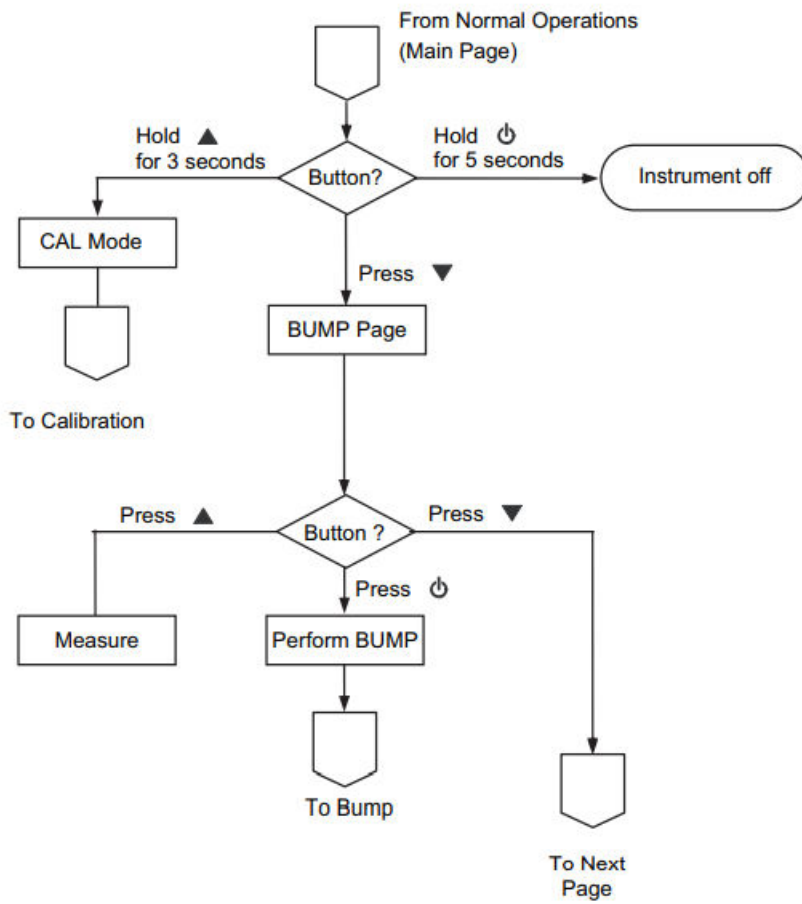 From Normal Operations
(Main Page)
Hold ▲
for 3 seconds
Hold ⏻
for 5 seconds
Button?
Instrument off
CAL Mode
Press ▼
BUMP Page
To Calibration
Press ▲
Button ?
Press ▼
Press ⏻
Measure
Perform BUMP
To Bump
To Next
Page